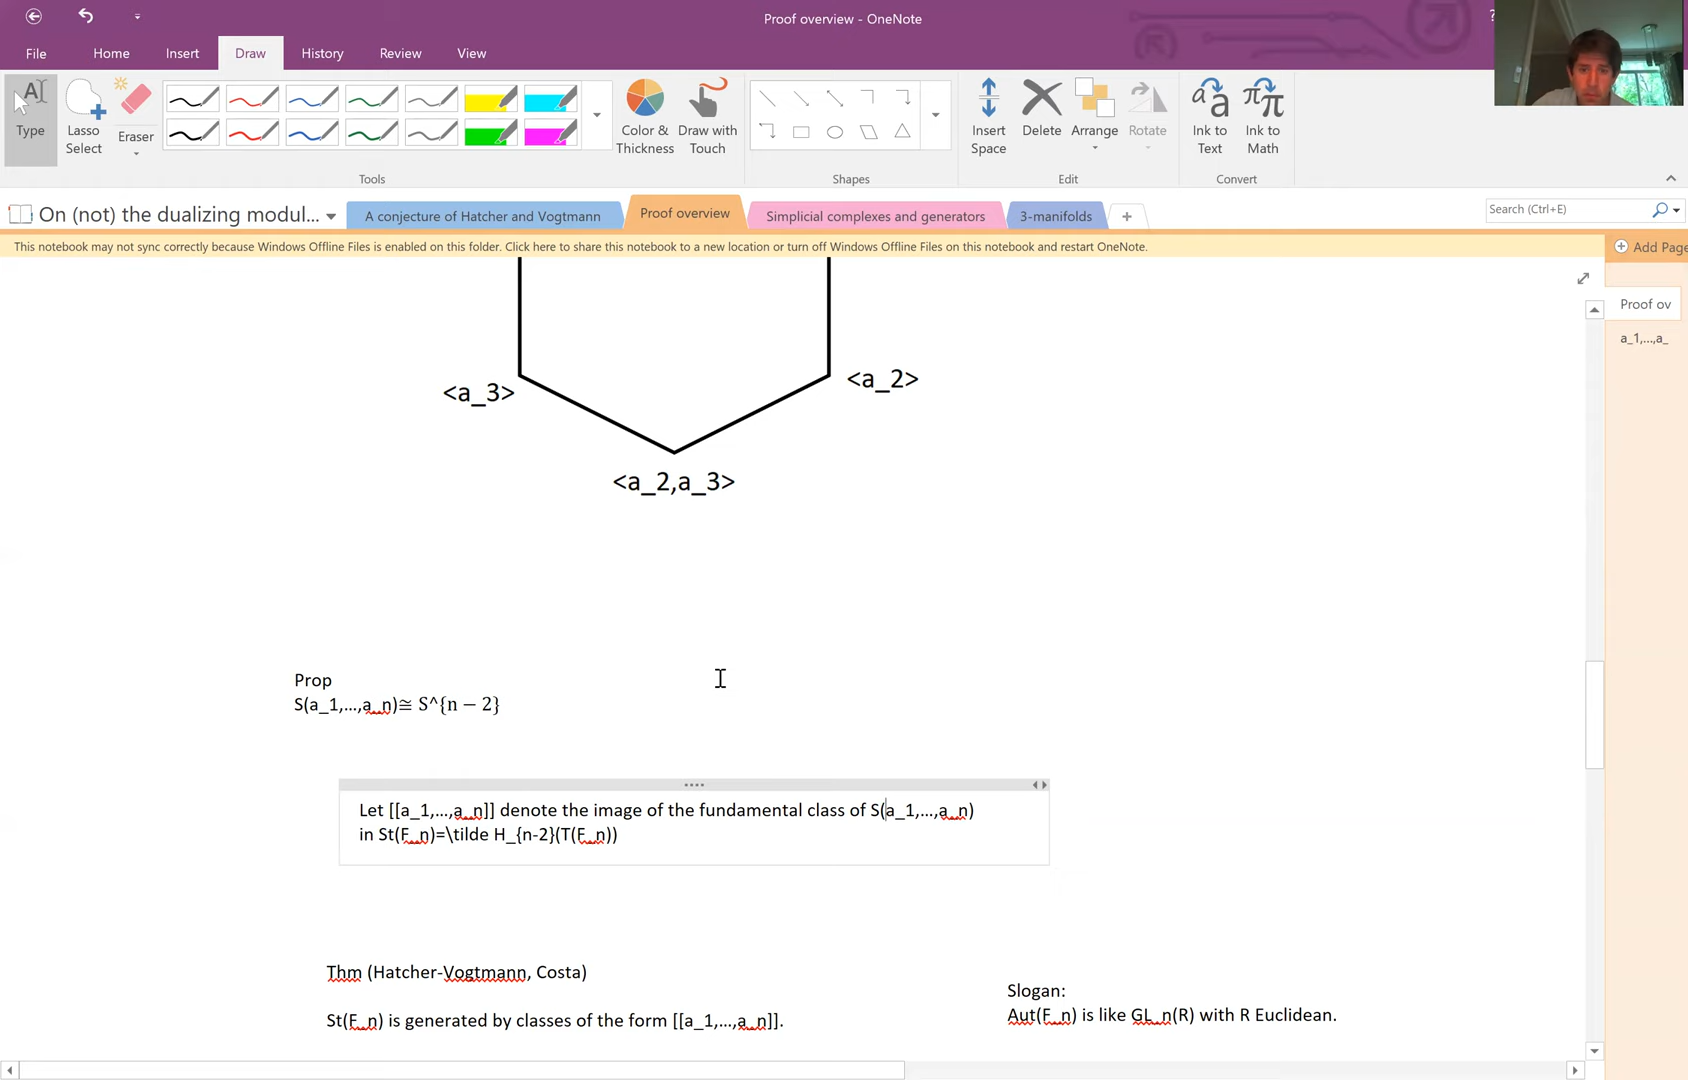 Proof overview - OneNote
?
File
Home
Insert
Draw
History
Review
View
Type
Lasso
Select
Eraser
Color &
Thickness
Draw with
Touch
Insert
Space
Delete
Arrange
Rotate
Ink to
Text
Ink to
Math
Tools
Shapes
Edit
Convert
On (not) the dualizing modul...
A conjecture of Hatcher and Vogtmann
Proof overview
Simplicial complexes and generators
3-manifolds
Search (Ctrl+E)
This notebook may not sync correctly because Windows Offline Files is enabled on this folder. Click here to share this notebook to a new location or turn off Windows Offline Files on this notebook and restart OneNote.
Add Page
Proof ov
a_1,...,a_
<a_3>
<a_2>
<a_2,a_3>
Prop
S(a_1,...,a_n)≅ S^{n − 2}
Let [[a_1,...,a_n]] denote the image of the fundamental class of S(a_1,...,a_n)
in St(F_n)=\tilde H_{n-2}(T(F_n))
Thm (Hatcher-Vogtmann, Costa)
St(F_n) is generated by classes of the form [[a_1,...,a_n]].
Slogan:
Aut(F_n) is like GL_n(R) with R Euclidean.